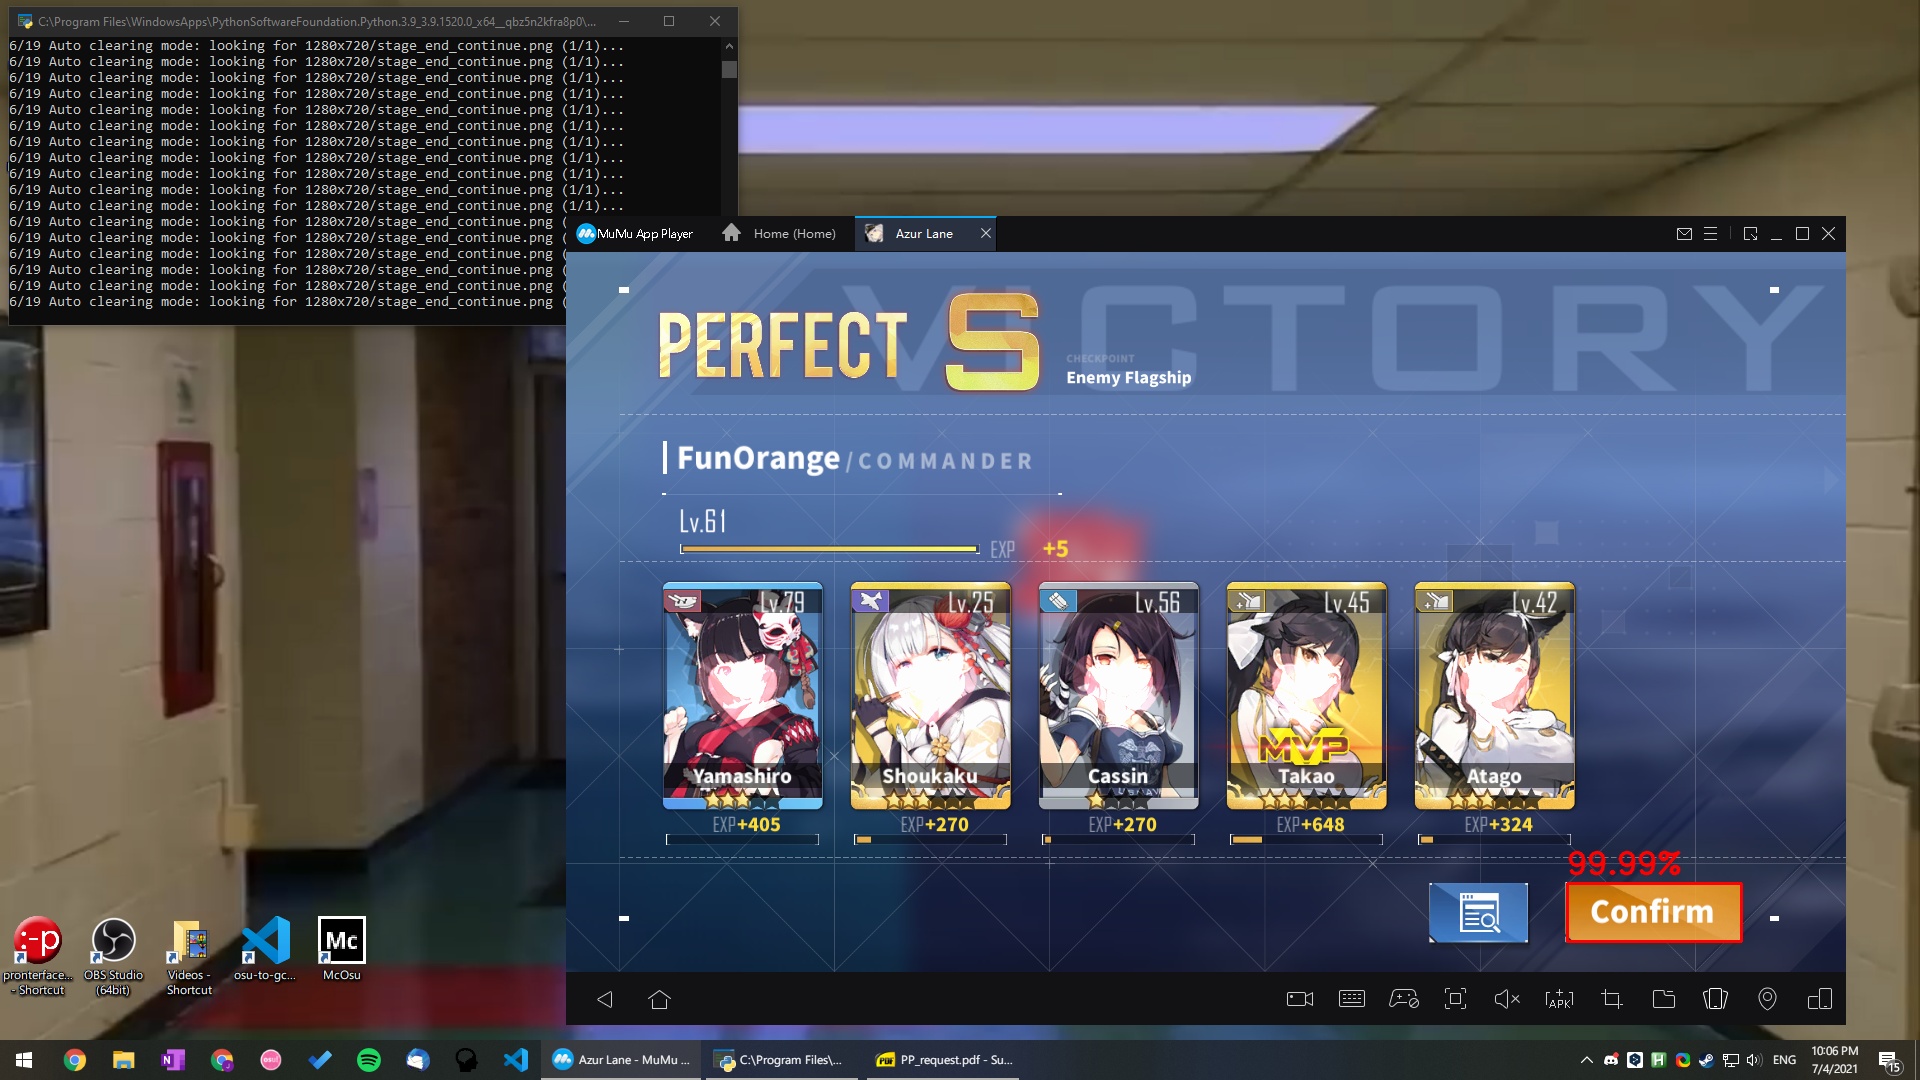 C:\Program Files\WindowsApps\PythonSoftwareFoundation.Python.3.9_3.9.1520.0_x64__qbz5n2kfra8p0\...
6/19 Auto clearing mode: looking for 1280x720/stage_end_continue.png (1/1)...
6/19 Auto clearing mode: looking for 1280x720/stage_end_continue.png (1/1)...
6/19 Auto clearing mode: looking for 1280x720/stage_end_continue.png (1/1)...
6/19 Auto clearing mode: looking for 1280x720/stage_end_continue.png (1/1)...
6/19 Auto clearing mode: looking for 1280x720/stage_end_continue.png (1/1)...
6/19 Auto clearing mode: looking for 1280x720/stage_end_continue.png (1/1)...
6/19 Auto clearing mode: looking for 1280x720/stage_end_continue.png (1/1)...
6/19 Auto clearing mode: looking for 1280x720/stage_end_continue.png (1/1)...
6/19 Auto clearing mode: looking for 1280x720/stage_end_continue.png (1/1)...
6/19 Auto clearing mode: looking for 1280x720/stage_end_continue.png (1/1)...
6/19 Auto clearing mode: looking for 1280x720/stage_end_continue.png (1/1)...
6/19 Auto clearing mode: looking for 1280x720/stage_end_continue.png (
6/19 Auto clearing mode: looking for 1280x720/stage_end_continue.png (
6/19 Auto clearing mode: looking for 1280x720/stage_end_continue.png (
6/19 Auto clearing mode: looking for 1280x720/stage_end_continue.png (
6/19 Auto clearing mode: looking for 1280x720/stage_end_continue.png (
6/19 Auto clearing mode: looking for 1280x720/stage_end_continue.png (
MuMu App Player Home (Home) Azur Lane
VICTORY
PERFECT S
CHECKPOINT
Enemy Flagship
FunOrange/COMMANDER
Lv.61
EXP +5
Lv.79 Lv.25 Lv.56 Lv.45 Lv.42
MVP
Yamashiro Shoukaku Cassin Takao Atago
EXP+405 EXP+270 EXP+270 EXP+648 EXP+324
99.99%
Confirm
:-p
Mc
pronterface... - Shortcut
OBS Studio (64bit)
Videos - Shortcut
osu-to-gc...
McOsu
APK
Azur Lane - MuMu ...
C:\Program Files\...
PP_request.pdf - Su...
ENG
10:06 PM
7/4/2021
15